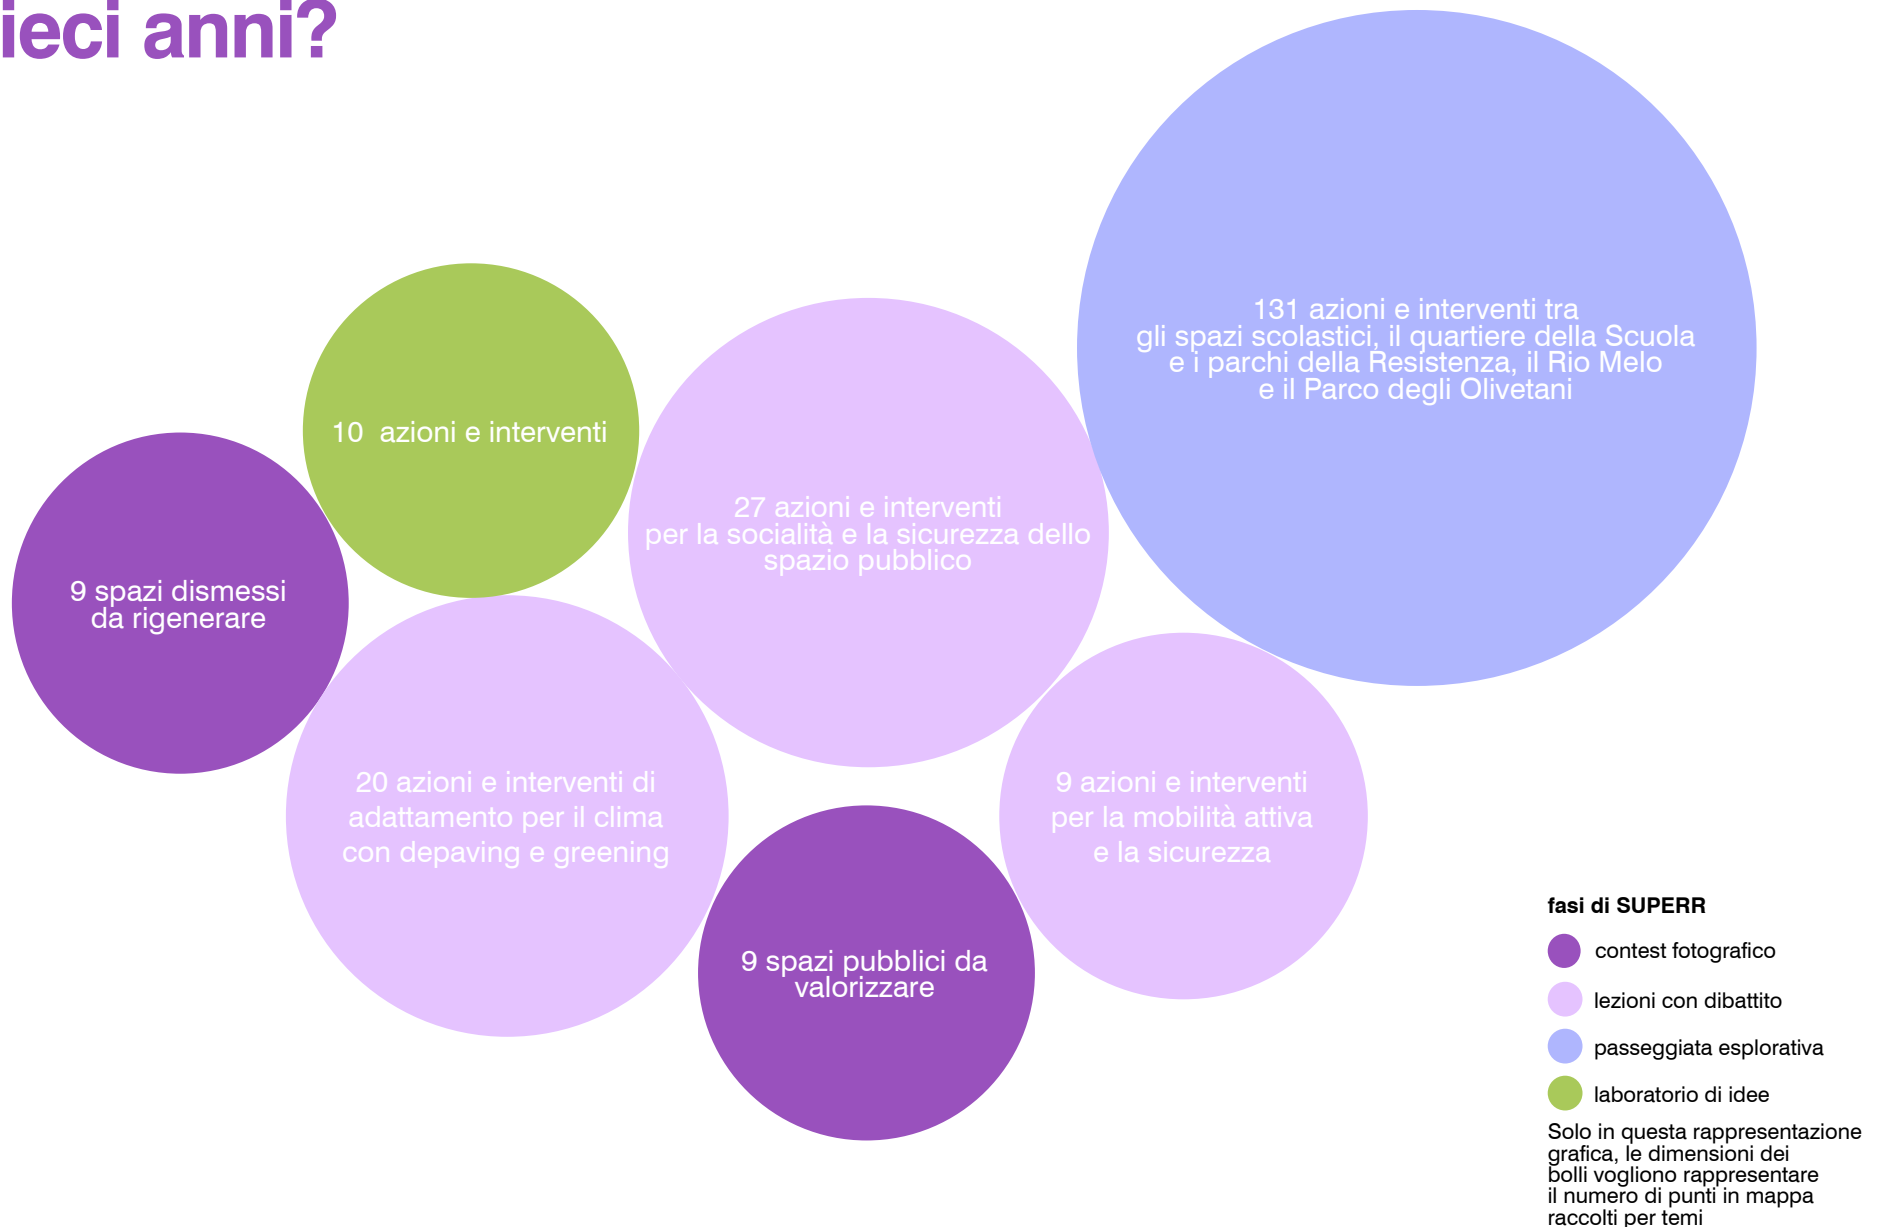 ieci anni?
131 azioni e interventi tra
gli spazi scolastici, il quartiere della Scuola
e i parchi della Resistenza, il Rio Melo
e il Parco degli Olivetani
10 azioni e interventi
27 azioni e interventi
per la socialità e la sicurezza dello
spazio pubblico
9 spazi dismessi
da rigenerare
20 azioni e interventi di
adattamento per il clima
con depaving e greening
9 azioni e interventi
per la mobilità attiva
e la sicurezza
9 spazi pubblici da
valorizzare
fasi di SUPERR
contest fotografico
lezioni con dibattito
passeggiata esplorativa
laboratorio di idee
Solo in questa rappresentazione
grafica, le dimensioni dei
bolli vogliono rappresentare
il numero di punti in mappa
raccolti per temi